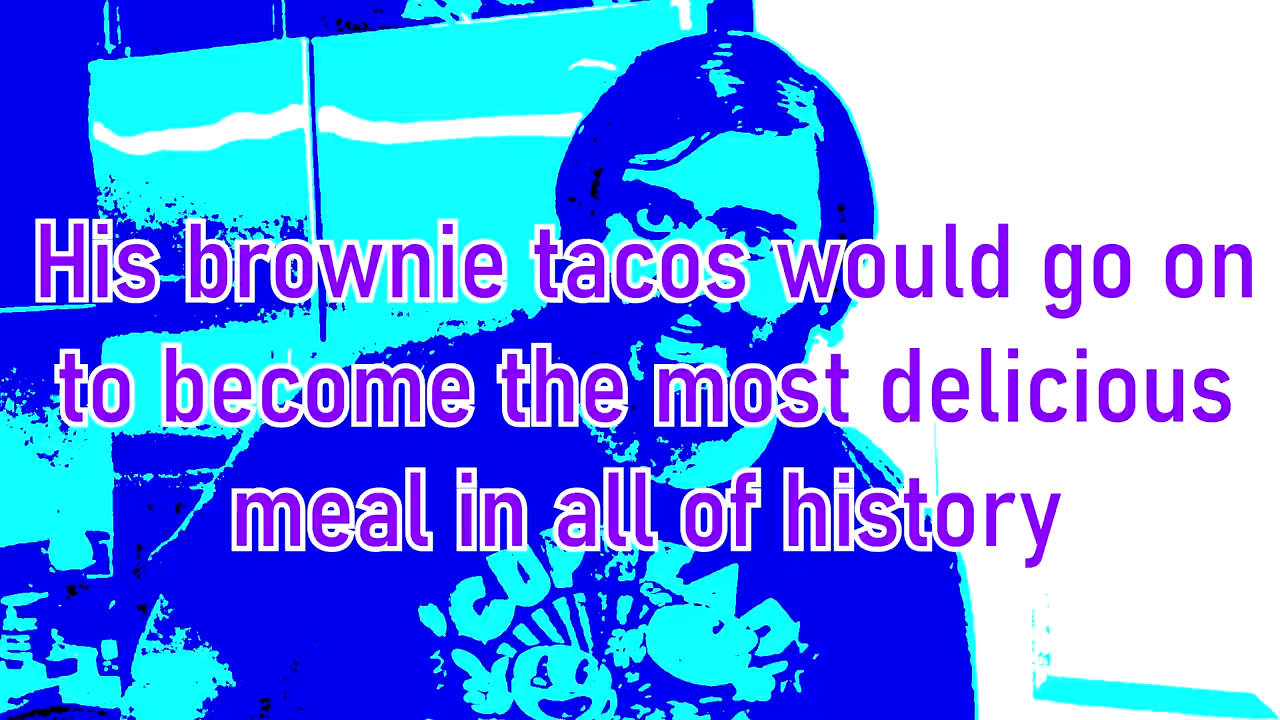 His brownie tacos would go on
to become the most delicious
meal in all of history